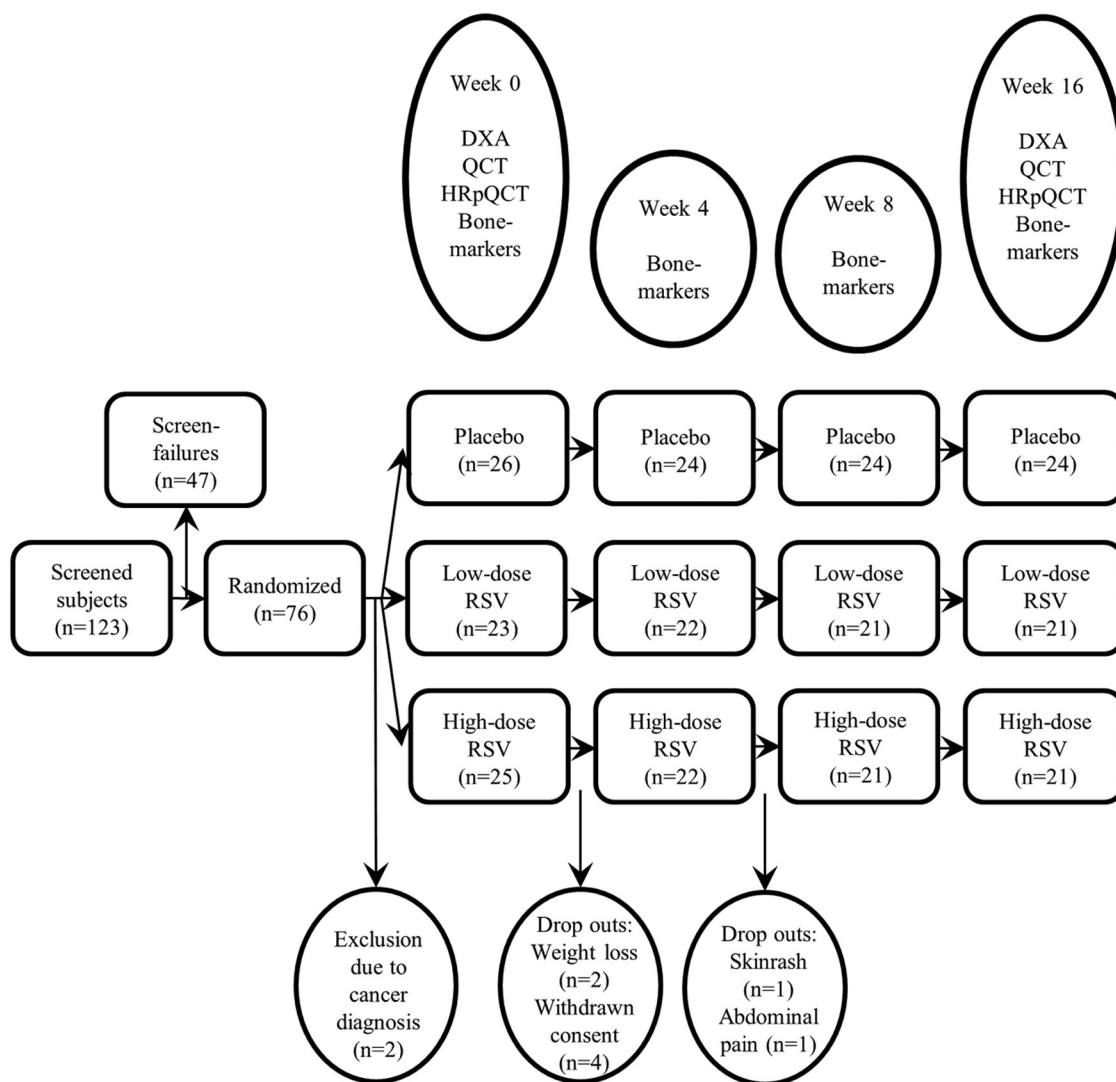 Week 0
DXA
QCT
HRpQCT
Bone-
markers
Week 4
Bone-
markers
Week 8
Bone-
markers
Week 16
DXA
QCT
HRpQCT
Bone-
markers
Screen-
failures
(n=47)
Screened
subjects
(n=123)
Randomized
(n=76)
Placebo
(n=26)
Placebo
(n=24)
Placebo
(n=24)
Placebo
(n=24)
Low-dose
RSV
(n=23)
Low-dose
RSV
(n=22)
Low-dose
RSV
(n=21)
Low-dose
RSV
(n=21)
High-dose
RSV
(n=25)
High-dose
RSV
(n=22)
High-dose
RSV
(n=21)
High-dose
RSV
(n=21)
Exclusion
due to
cancer
diagnosis
(n=2)
Drop outs:
Weight loss
(n=2)
Withdrawn
consent
(n=4)
Drop outs:
Skinrash
(n=1)
Abdominal
pain (n=1)